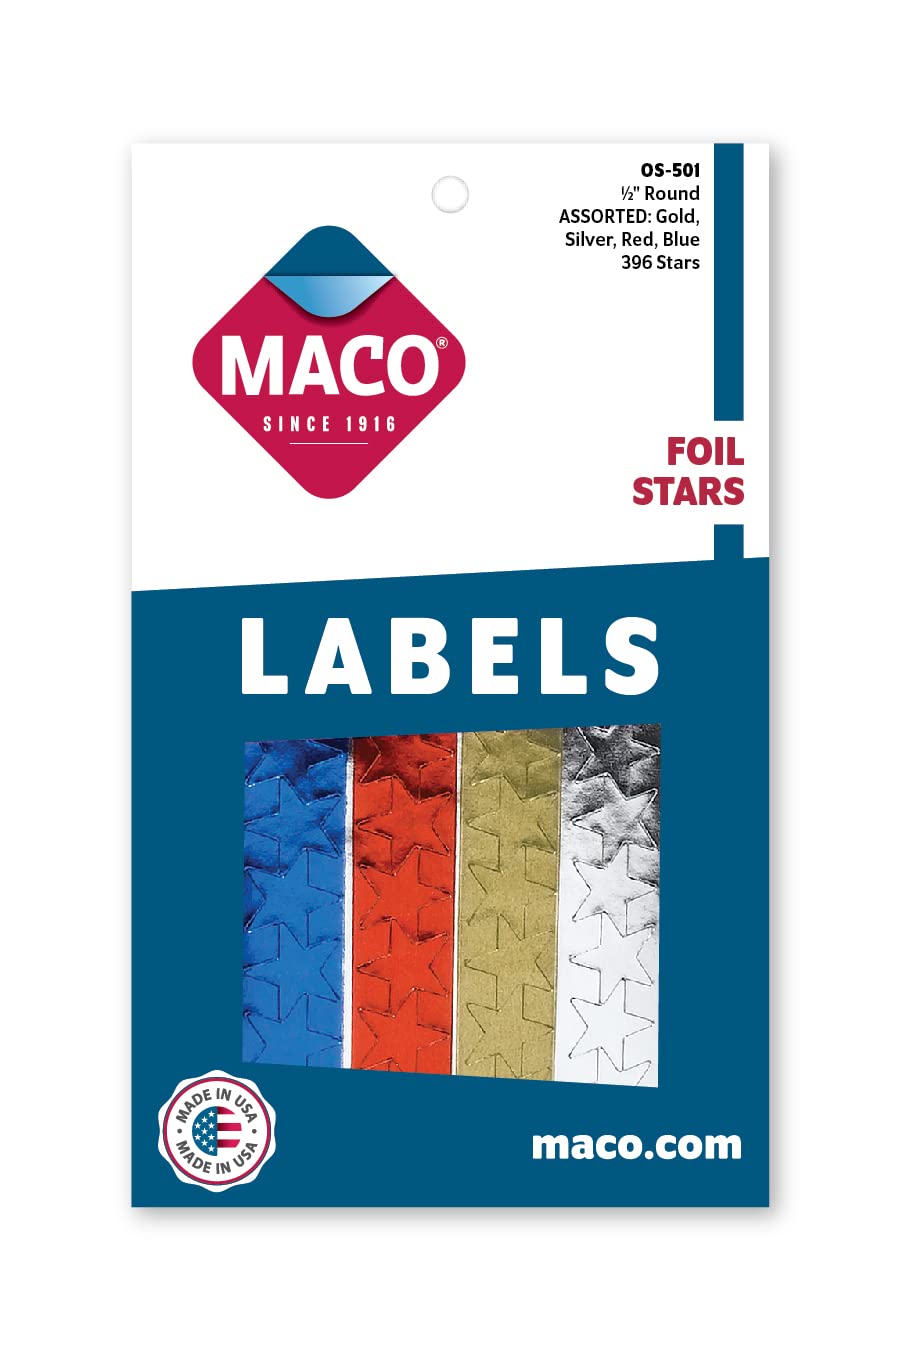 OS-501
½" Round
ASSORTED: Gold,
Silver, Red, Blue
396 Stars
MACO®
SINCE 1916
FOIL
STARS
LABELS
MADE IN USA
MADE IN USA
maco.com